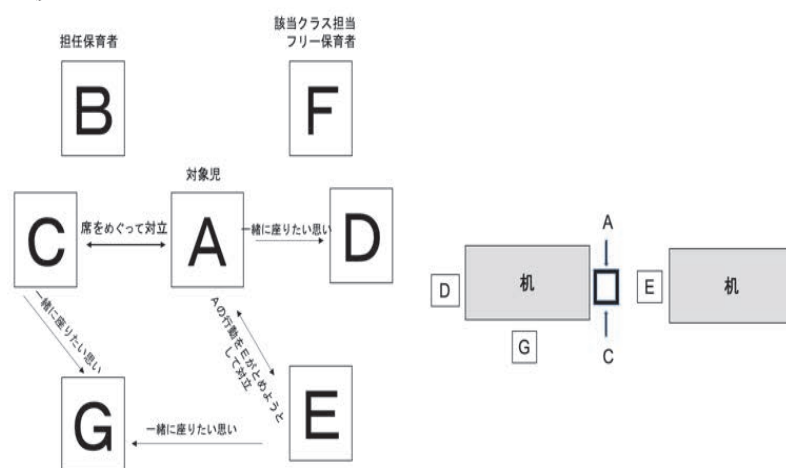 担任保育者
該当クラス担当
フリー保育者
B
F
対象児
C
席をめぐって対立
A
一緒に座りたい思い
D
一緒に座りたい思い
Aの行動をEがとめようと
して対立
G
一緒に座りたい思い
E
A
D
机
E
机
G
C